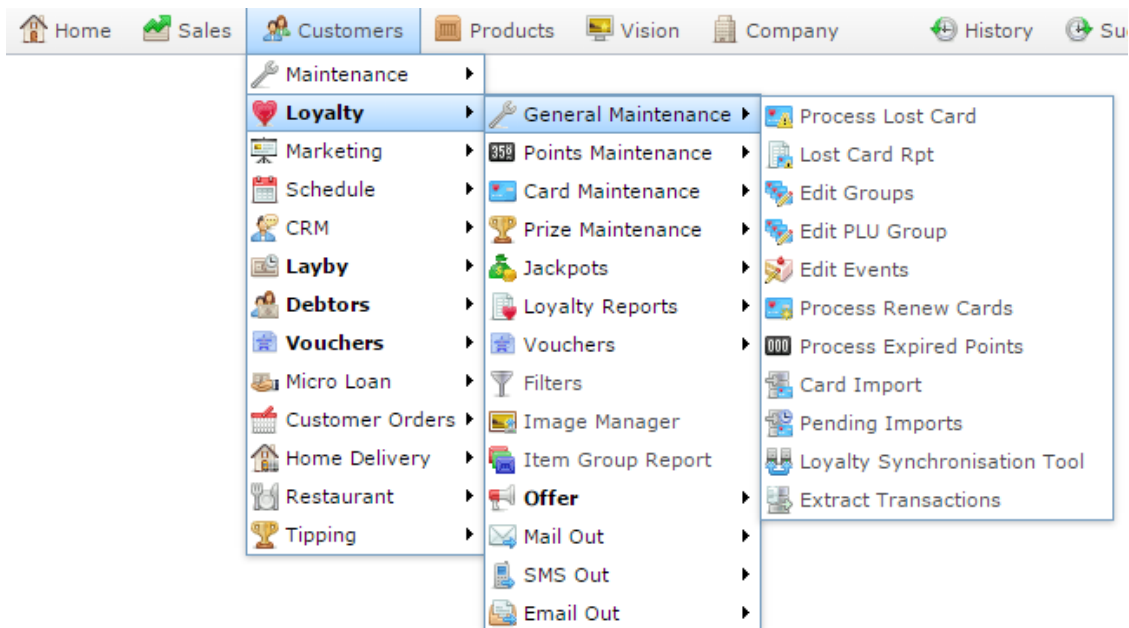 Home Sales Customers Products Vision Company History
Maintenance
Loyalty
Marketing
Schedule
CRM
Layby
Debtors
Vouchers
Micro Loan
Customer Orders
Home Delivery
Restaurant
Tipping
General Maintenance
358 Points Maintenance
Card Maintenance
Prize Maintenance
Jackpots
Loyalty Reports
Vouchers
Filters
Image Manager
Item Group Report
Offer
Mail Out
SMS Out
Email Out
Process Lost Card
Lost Card Rpt
Edit Groups
Edit PLU Group
Edit Events
Process Renew Cards
000 Process Expired Points
Card Import
Pending Imports
Loyalty Synchronisation Tool
Extract Transactions